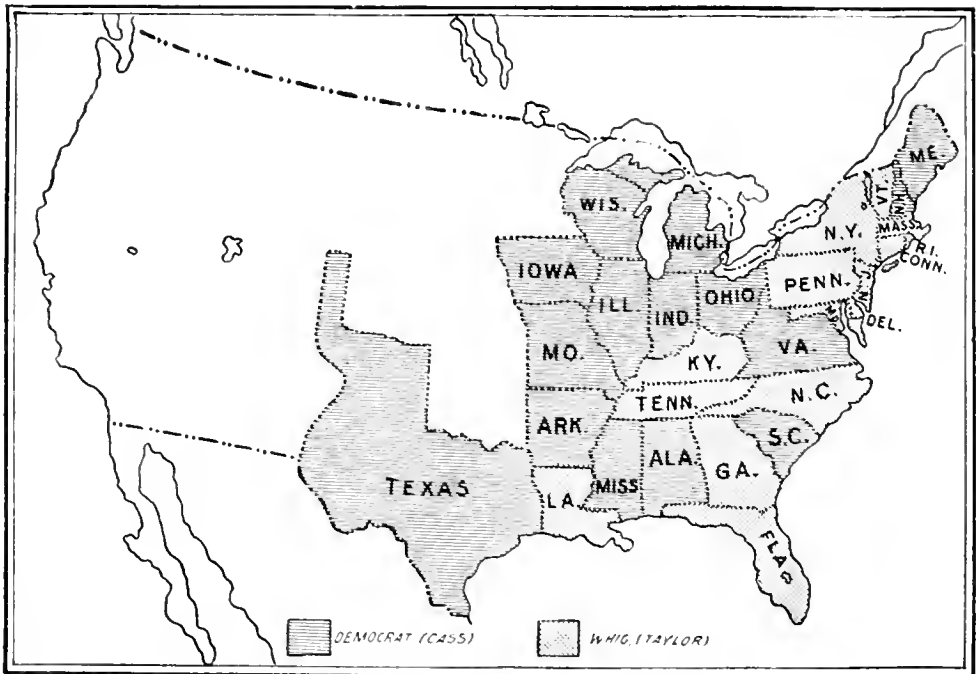 ME.
VT.
N.H.
WIS.
N.Y.
MASS.
MICH.
R.I.
CONN.
IOWA
PENN.
N.J.
ILL.
IND.
OHIO
MD.
DEL.
MO.
VA.
KY.
TENN.
N.C.
ARK.
S.C.
ALA.
GA.
TEXAS
MISS
LA.
FLA
DEMOCRAT (CASS)
WHIG, (TAYLOR)